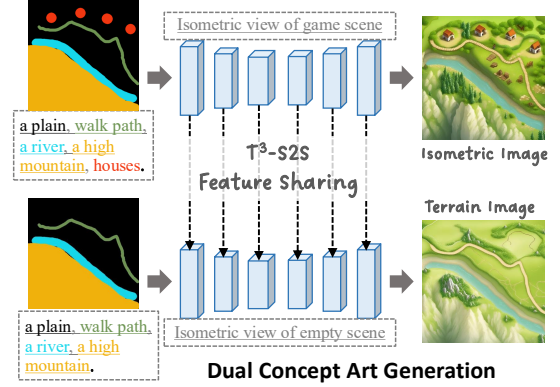 Isometric view of game scene
a plain, walk path,
a river, a high
mountain, houses.
T³-S2S
Feature Sharing
Isometric Image
Terrain Image
a plain, walk path,
a river, a high
mountain.
Isometric view of empty scene
Dual Concept Art Generation